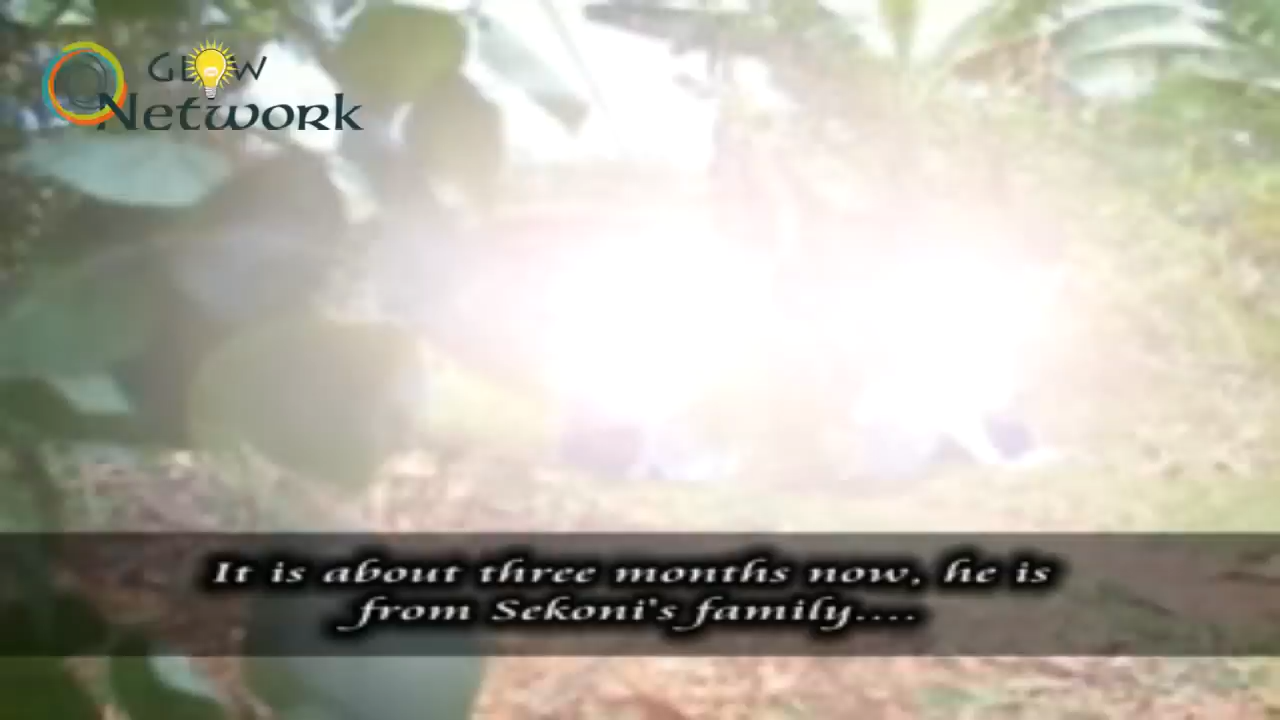 GLOW
Network
It is about three months now, he is
from Sekoni's family....